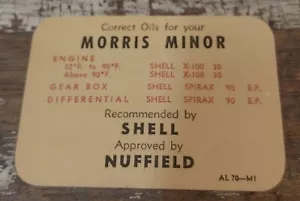 Correct Oils for your
MORRIS MINOR
ENGINE
32°F. to 90°F. SHELL X-100 30
Above 90°F. SHELL X-100 30
GEAR BOX SHELL SPIRAX 90 E.P.
DIFFERENTIAL SHELL SPIRAX 90 E.P.
Recommended by
SHELL
Approved by
NUFFIELD
AL 70—M1